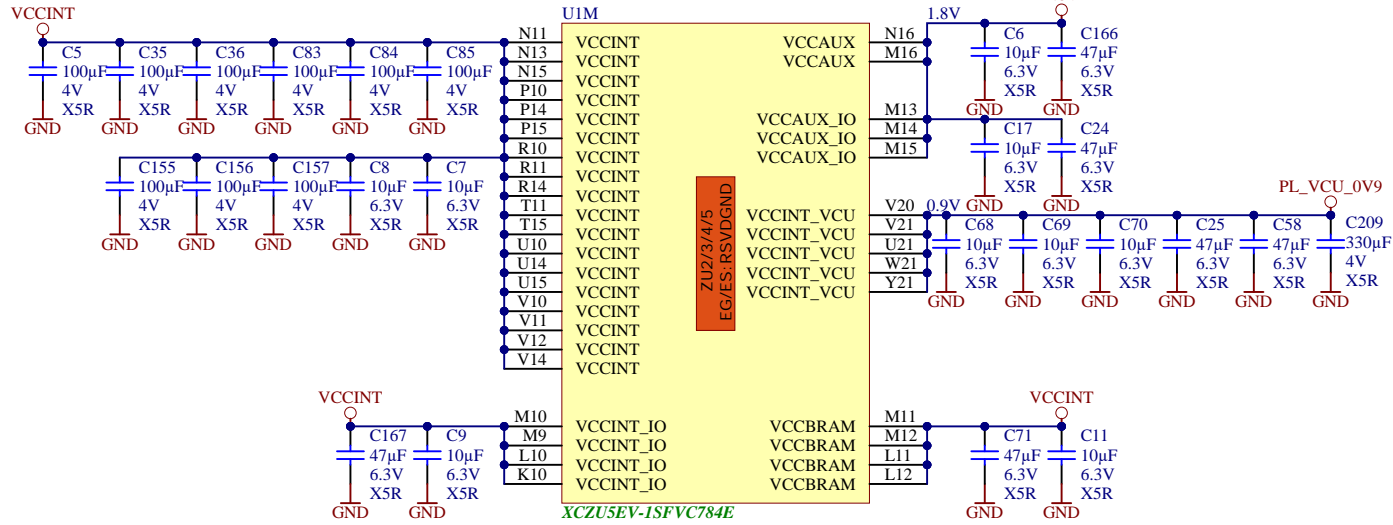 VCCINT
U1M
1.8V
C5 C35 C36 C83 C84 C85
100µF 100µF 100µF 100µF 100µF 100µF
4V 4V 4V 4V 4V 4V
X5R X5R X5R X5R X5R X5R
GND GND GND GND GND GND
C155 C156 C157 C8 C7
100µF 100µF 100µF 10µF 10µF
4V 4V 4V 6.3V 6.3V
X5R X5R X5R X5R X5R
GND GND GND GND GND
N11 VCCINT
N13 VCCINT
N15 VCCINT
P10 VCCINT
P14 VCCINT
P15 VCCINT
R10 VCCINT
R11 VCCINT
R14 VCCINT
T11 VCCINT
T15 VCCINT
U10 VCCINT
U14 VCCINT
U15 VCCINT
V10 VCCINT
V11 VCCINT
V12 VCCINT
V14 VCCINT
VCCINT
C167 C9
47µF 10µF
6.3V 6.3V
X5R X5R
GND GND
M10 VCCINT_IO
M9 VCCINT_IO
L10 VCCINT_IO
K10 VCCINT_IO
ZU2/3/4/5
EG/ES:RSVDGND
VCCAUX N16
VCCAUX M16
VCCAUX_IO M13
VCCAUX_IO M14
VCCAUX_IO M15
VCCINT_VCU V20
VCCINT_VCU V21
VCCINT_VCU U21
VCCINT_VCU W21
VCCINT_VCU Y21
VCCBRAM M11
VCCBRAM M12
VCCBRAM L11
VCCBRAM L12
C6 C166
10µF 47µF
6.3V 6.3V
X5R X5R
GND GND
C17 C24
10µF 47µF
6.3V 6.3V
X5R X5R
GND GND
PL_VCU_0V9
0.9V
C68 C69 C70 C25 C58 C209
10µF 10µF 10µF 47µF 47µF 330µF
6.3V 6.3V 6.3V 6.3V 6.3V 4V
X5R X5R X5R X5R X5R X5R
GND GND GND GND GND GND
VCCINT
C71 C11
47µF 10µF
6.3V 6.3V
X5R X5R
GND GND
XCZU5EV-1SFVC784E